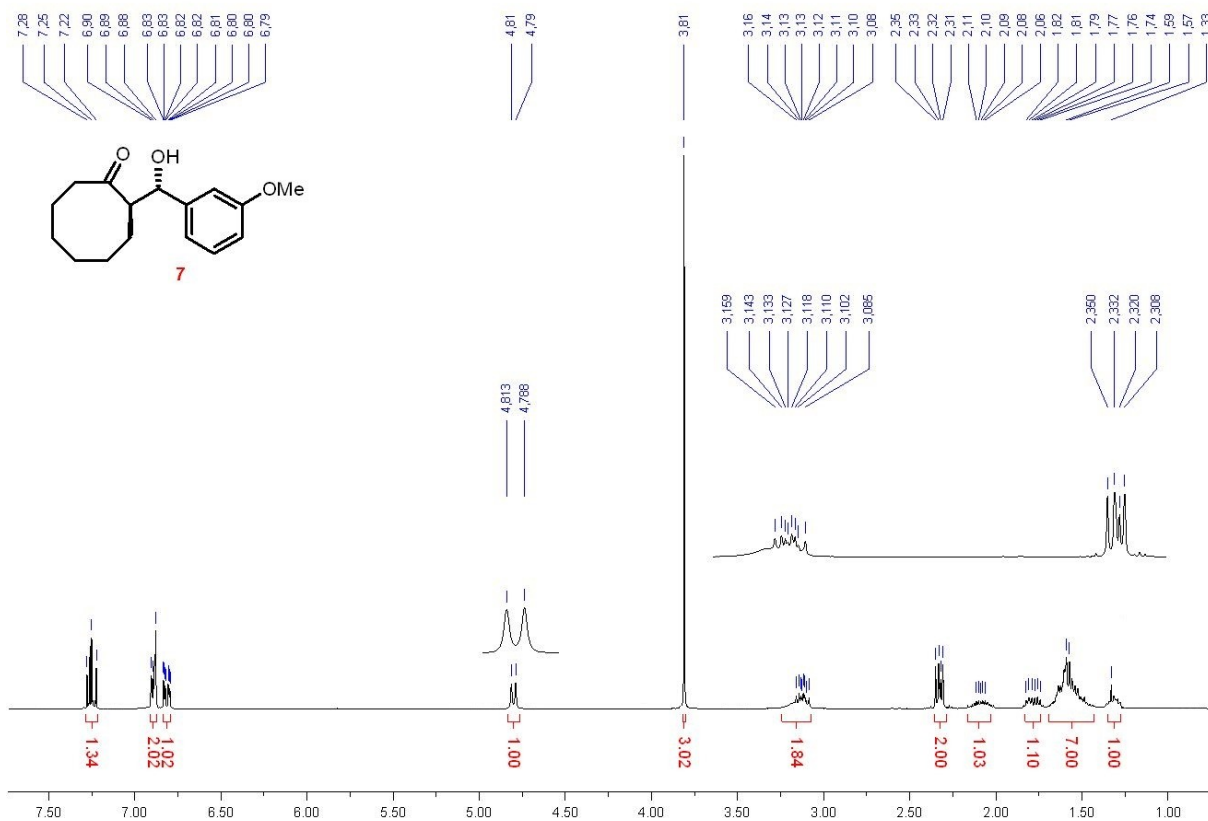 7,28 7,25 7,22 6,90 6,89 6,88 6,83 6,83 6,82 6,82 6,81 6,80 6,80 6,79 4,81 4,79 3,81 3,16 3,14 3,13 3,13 3,12 3,11 3,10 3,08 2,35 2,33 2,32 2,31 2,11 2,10 2,09 2,08 2,06 1,82 1,81 1,79 1,77 1,76 1,74 1,59 1,57 1,33
O OH
OMe
7
3,159 3,143 3,133 3,127 3,118 3,110 3,102 3,085 2,350 2,332 2,320 2,308
4,813 4,788
1.34 2.02 1.02 1.00 3.02 1.84 2.00 1.03 1.10 7.00 1.00
7.50 7.00 6.50 6.00 5.50 5.00 4.50 4.00 3.50 3.00 2.50 2.00 1.50 1.00